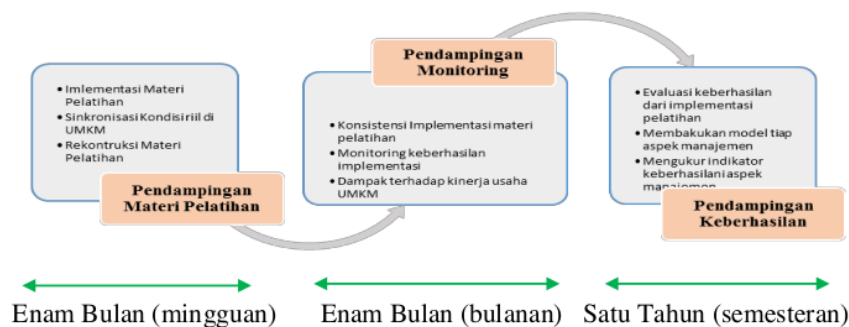 • Imlementasi Materi
Pelatihan
• Sinkronisasi Kondisi riil di
UMKM
• Rekontruksi Materi
Pelatihan
Pendampingan
Materi Pelatihan
Pendampingan
Monitoring
• Konsistensi Implementasi materi
pelatihan
• Monitoring keberhasilan
implementasi
• Dampak terhadap kinerja usaha
UMKM
• Evaluasi keberhasilan
dari implementasi
pelatihan
• Membakukan model tiap
aspek manajemen
• Mengukur indikator
keberhasilani aspek
manajemen
Pendampingan
Keberhasilan
Enam Bulan (mingguan)
Enam Bulan (bulanan)
Satu Tahun (semesteran)